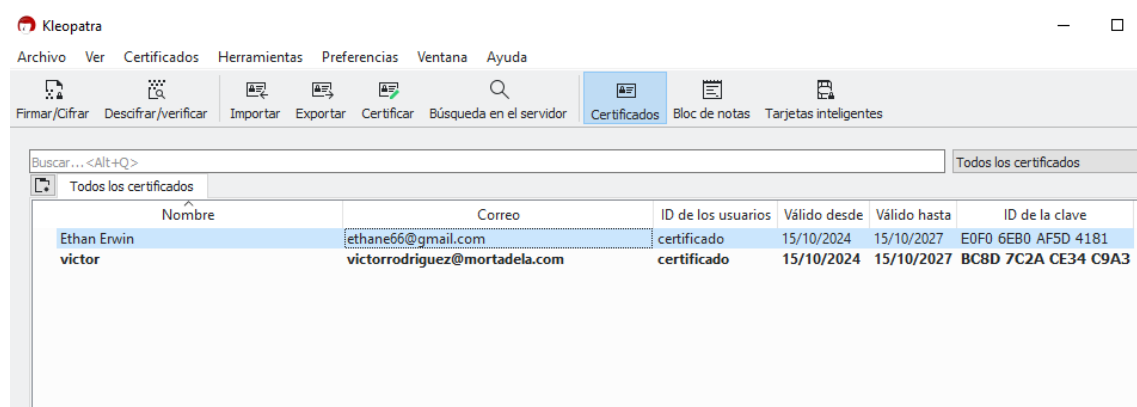 Kleopatra
Archivo Ver Certificados Herramientas Preferencias Ventana Ayuda
Firmar/Cifrar Descifrar/verificar Importar Exportar Certificar Búsqueda en el servidor Certificados Bloc de notas Tarjetas inteligentes
Buscar...<Alt+Q> Todos los certificados
Todos los certificados
Nombre Correo ID de los usuarios Válido desde Válido hasta ID de la clave
Ethan Erwin ethane66@gmail.com certificado 15/10/2024 15/10/2027 E0F0 6EB0 AF5D 4181
victor victorrodriguez@mortadela.com certificado 15/10/2024 15/10/2027 BC8D 7C2A CE34 C9A3